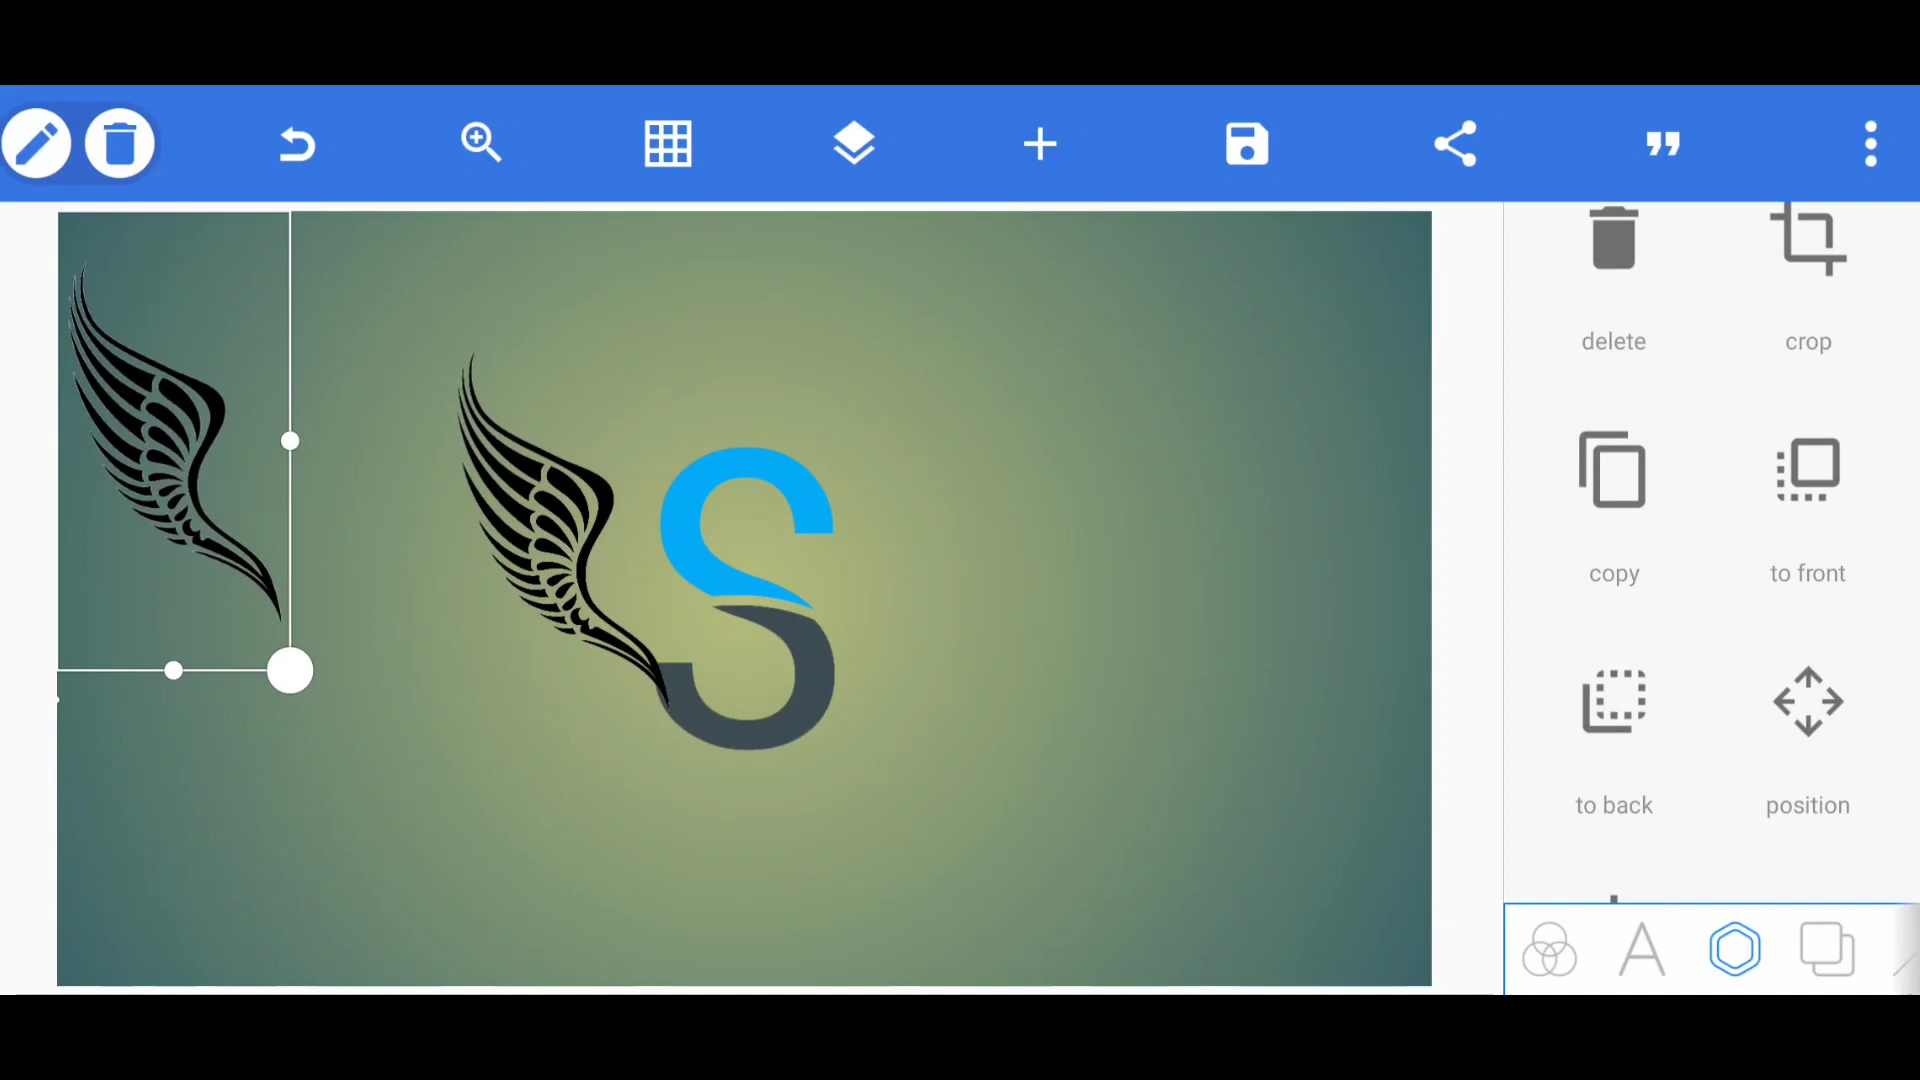 S
delete
crop
copy
to front
to back
position